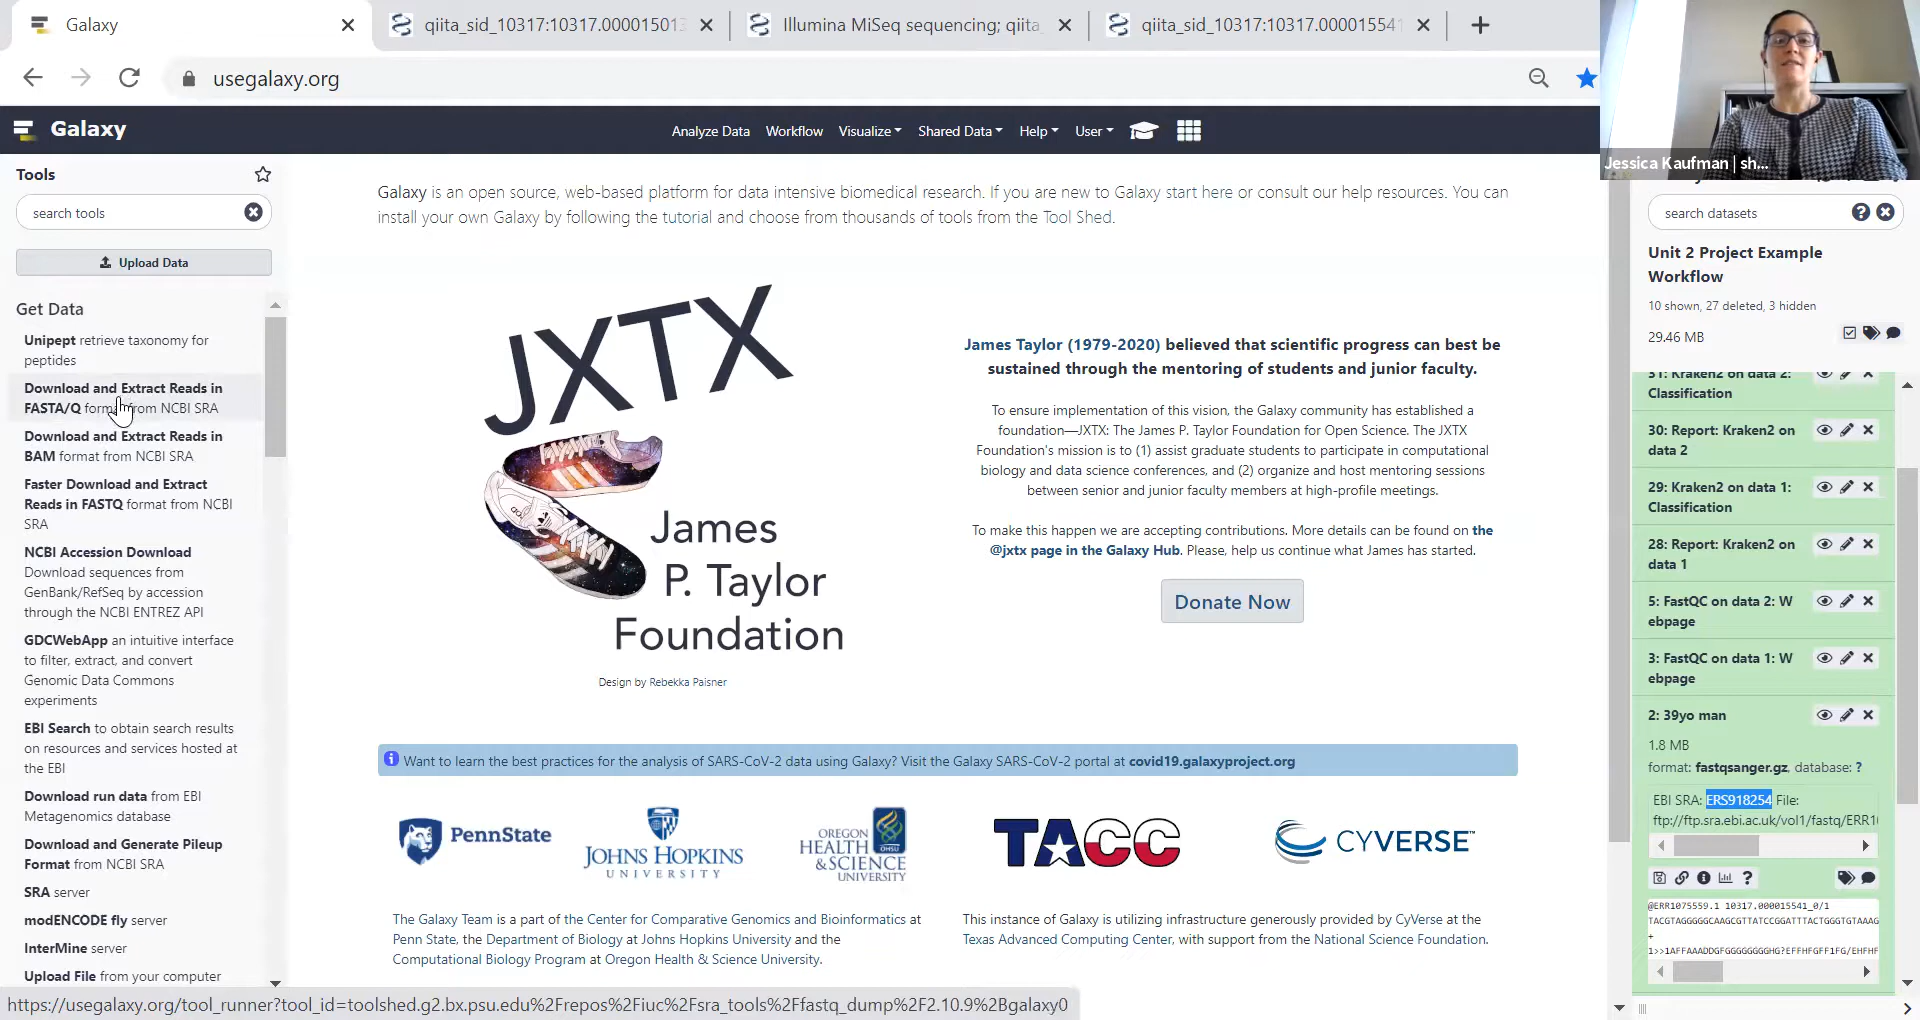 Galaxy
qiita_sid_10317:10317.000015013
Illumina MiSeq sequencing; qiita_
qiita_sid_10317:10317.000015541
usegalaxy.org
Galaxy
Analyze Data
Workflow
Visualize
Shared Data
Help
User
Jessica Kaufman | sh...
Tools
search tools
Upload Data
Get Data
Unipept retrieve taxonomy for
peptides
Download and Extract Reads in
FASTA/Q format from NCBI SRA
Download and Extract Reads in
BAM format from NCBI SRA
Faster Download and Extract
Reads in FASTQ format from NCBI
SRA
NCBI Accession Download
Download sequences from
GenBank/RefSeq by accession
through the NCBI ENTREZ API
GDCWebApp an intuitive interface
to filter, extract, and convert
Genomic Data Commons
experiments
EBI Search to obtain search results
on resources and services hosted at
the EBI
Download run data from EBI
Metagenomics database
Download and Generate Pileup
Format from NCBI SRA
SRA server
modENCODE fly server
InterMine server
Upload File from your computer
Galaxy is an open source, web-based platform for data intensive biomedical research. If you are new to Galaxy start here or consult our help resources. You can
install your own Galaxy by following the tutorial and choose from thousands of tools from the Tool Shed.
JXTX
James
P. Taylor
Foundation
Design by Rebekka Paisner
James Taylor (1979-2020) believed that scientific progress can best be
sustained through the mentoring of students and junior faculty.
To ensure implementation of this vision, the Galaxy community has established a
foundation—JXTX: The James P. Taylor Foundation for Open Science. The JXTX
Foundation's mission is to (1) assist graduate students to participate in computational
biology and data science conferences, and (2) organize and host mentoring sessions
between senior and junior faculty members at high-profile meetings.
To make this happen we are accepting contributions. More details can be found on the
@jxtx page in the Galaxy Hub. Please, help us continue what James has started.
Donate Now
Want to learn the best practices for the analysis of SARS-CoV-2 data using Galaxy? Visit the Galaxy SARS-CoV-2 portal at covid19.galaxyproject.org
PennState
JOHNS HOPKINS
UNIVERSITY
OREGON
HEALTH
& SCIENCE
UNIVERSITY
OHSU
TACC
CYVERSE
The Galaxy Team is a part of the Center for Comparative Genomics and Bioinformatics at
Penn State, the Department of Biology at Johns Hopkins University and the
Computational Biology Program at Oregon Health & Science University.
This instance of Galaxy is utilizing infrastructure generously provided by CyVerse at the
Texas Advanced Computing Center, with support from the National Science Foundation.
search datasets
Unit 2 Project Example
Workflow
10 shown, 27 deleted, 3 hidden
29.46 MB
31: Kraken2 on data 2:
Classification
30: Report: Kraken2 on
data 2
29: Kraken2 on data 1:
Classification
28: Report: Kraken2 on
data 1
5: FastQC on data 2: W
ebpage
3: FastQC on data 1: W
ebpage
2: 39yo man
1.8 MB
format: fastqsanger.gz, database: ?
EBI SRA: ERS918254 File:
ftp://ftp.sra.ebi.ac.uk/vol1/fastq/ERR1
@ERR1075559.1 10317.000015541_0/1
TACGTAGGGGGCAAGCGTTATCCGGATTTACTGGGTGTAAAG
+
1>>1AFFAAADDGFGGGGGGGGHG?EFFHFGFF1FG/EHFHF
https://usegalaxy.org/tool_runner?tool_id=toolshed.g2.bx.psu.edu%2Frepos%2Fiuc%2Fsra_tools%2Ffastq_dump%2F2.10.9%2Bgalaxy0